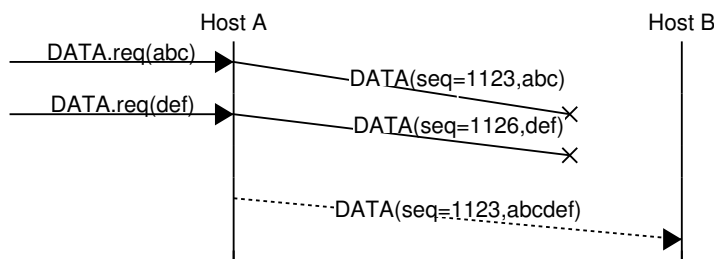 Host A
Host B
DATA.req(abc)
DATA(seq=1123,abc)
DATA.req(def)
DATA(seq=1126,def)
DATA(seq=1123,abcdef)